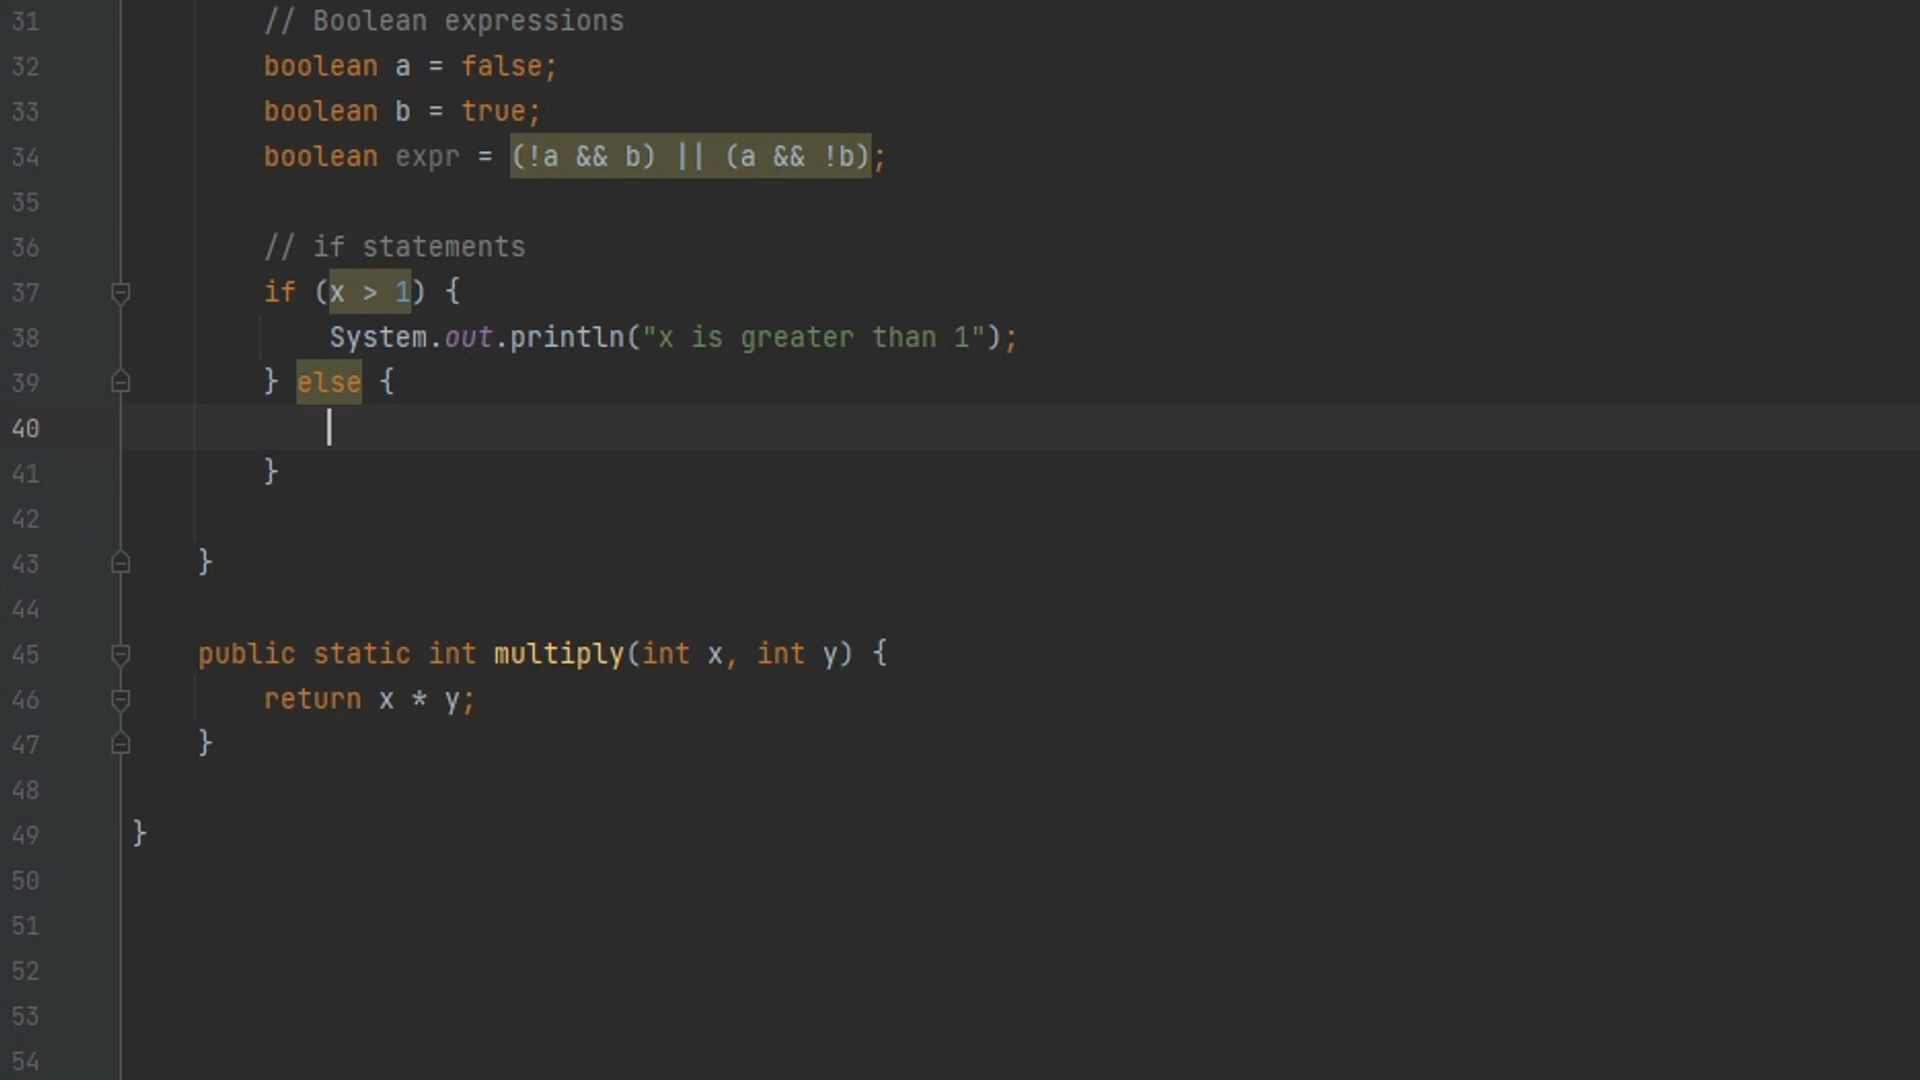 31 // Boolean expressions
32 boolean a = false;
33 boolean b = true;
34 boolean expr = (!a && b) || (a && !b);
35
36 // if statements
37 if (x > 1) {
38 System.out.println("x is greater than 1");
39 } else {
40
41 }
42
43 }
44
45 public static int multiply(int x, int y) {
46 return x * y;
47 }
48
49 }
50
51
52
53
54